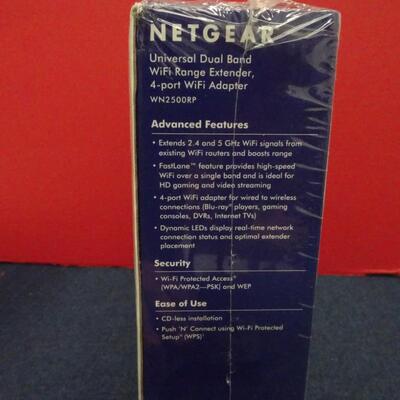 NETGEAR
Universal Dual Band
WiFi Range Extender,
4-port WiFi Adapter
WN2500RP
Advanced Features
• Extends 2.4 and 5 GHz WiFi signals from
existing WiFi routers and boosts range
• FastLane™ feature provides high-speed
WiFi over a single band and is ideal for
HD gaming and video streaming
• 4-port WiFi adapter for wired to wireless
connections (Blu-ray® players, gaming
consoles, DVRs, Internet TVs)
• Dynamic LEDs display real-time network
connection status and optimal extender
placement
Security
• Wi-Fi Protected Access®
(WPA/WPA2—PSK) and WEP
Ease of Use
• CD-less installation
• Push 'N' Connect using Wi-Fi Protected
Setup™ (WPS)¹